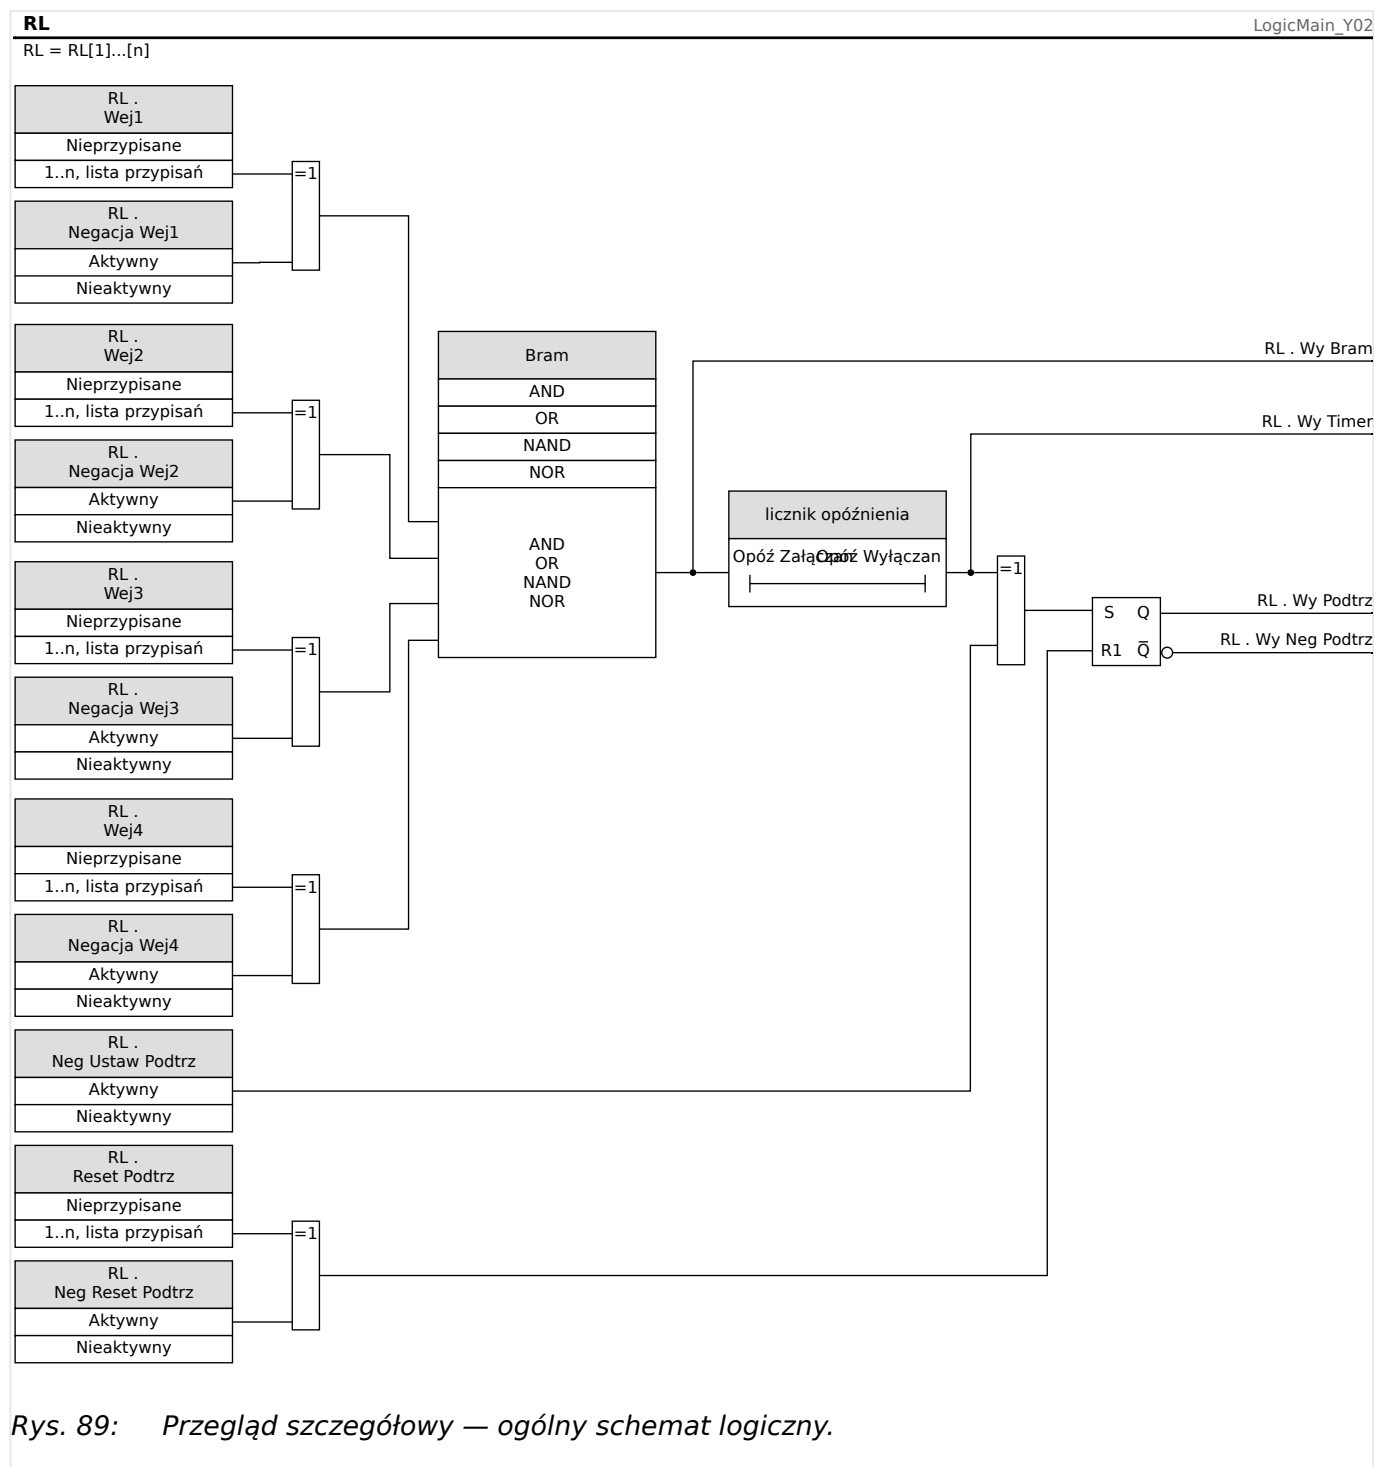 RL
LogicMain_Y02
RL = RL[1]...[n]
RL .
Wej1
Nieprzypisane
1..n, lista przypisań
=1
RL .
Negacja Wej1
Aktywny
Nieaktywny
RL .
Wej2
Nieprzypisane
1..n, lista przypisań
=1
RL .
Negacja Wej2
Aktywny
Nieaktywny
RL .
Wej3
Nieprzypisane
1..n, lista przypisań
=1
RL .
Negacja Wej3
Aktywny
Nieaktywny
RL .
Wej4
Nieprzypisane
1..n, lista przypisań
=1
RL .
Negacja Wej4
Aktywny
Nieaktywny
RL .
Neg Ustaw Podtrz
Aktywny
Nieaktywny
RL .
Reset Podtrz
Nieprzypisane
1..n, lista przypisań
=1
RL .
Neg Reset Podtrz
Aktywny
Nieaktywny
Bram
AND
OR
NAND
NOR
AND
OR
NAND
NOR
licznik opóźnienia
Opóź Załączan
Opóź Wyłączan
=1
S Q
R1 Q̅
RL . Wy Bram
RL . Wy Timer
RL . Wy Podtrz
RL . Wy Neg Podtrz
Rys. 89: Przegląd szczegółowy — ogólny schemat logiczny.